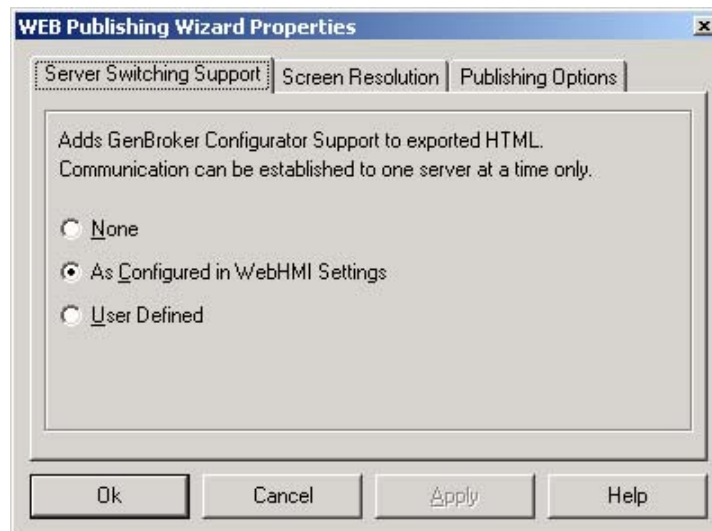 WEB Publishing Wizard Properties
Server Switching Support
Screen Resolution
Publishing Options
Adds GenBroker Configurator Support to exported HTML.
Communication can be established to one server at a time only.
None
As Configured in WebHMI Settings
User Defined
Ok
Cancel
Apply
Help